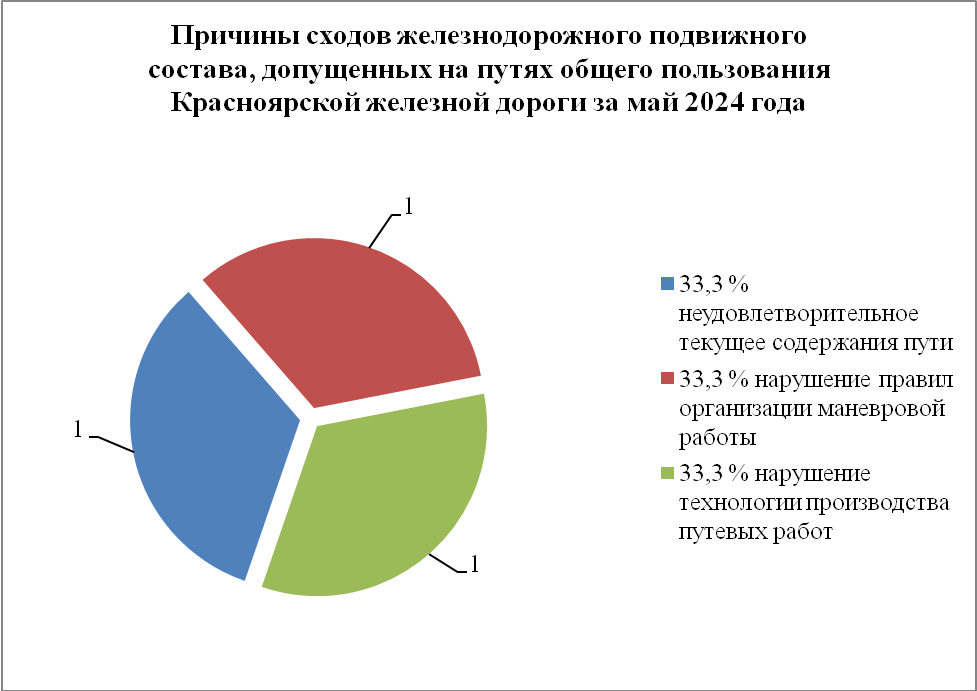 Причины сходов железнодорожного подвижного
состава, допущенных на путях общего пользования
Красноярской железной дороги за май 2024 года
1
1
1
33,3 %
неудовлетворительное
текущее содержания пути
33,3 % нарушение правил
организации маневровой
работы
33,3 % нарушение
технологии производства
путевых работ